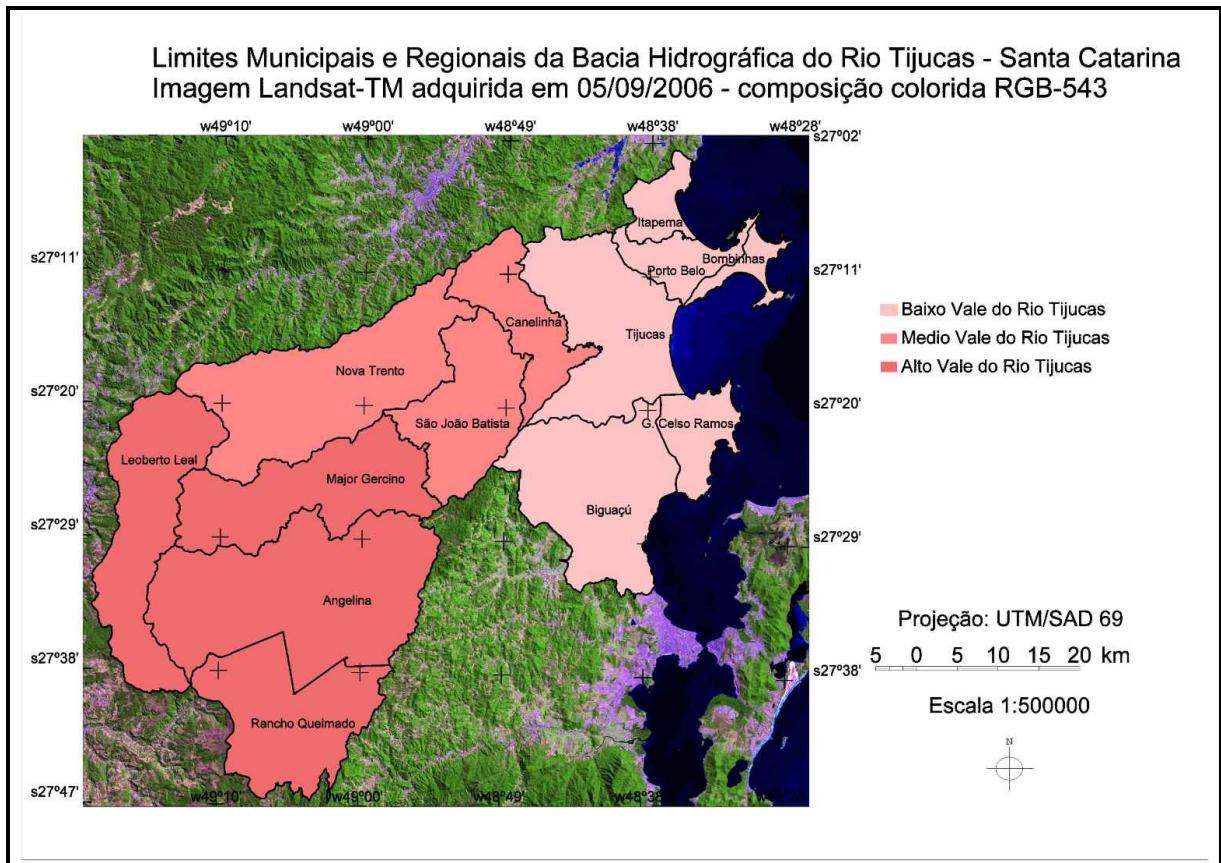 Limites Municipais e Regionais da Bacia Hidrográfica do Rio Tijucas - Santa Catarina
Imagem Landsat-TM adquirida em 05/09/2006 - composição colorida RGB-543
w49º10' w49º00' w48º49' w48º38' w48º28'
s27º02' 
Itapema
s27º11' Porto Belo Bombinhas s27º11'
Canelinha Tijucas
Nova Trento
s27º20' s27º20'
São João Batista G. Celso Ramos
Leoberto Leal
Major Gercino
Biguaçú
s27º29' s27º29'
Angelina
s27º38' s27º38'
Rancho Queimado
s27º47'
w49º10' w49º00' w48º49' w48º38'
Baixo Vale do Rio Tijucas
Medio Vale do Rio Tijucas
Alto Vale do Rio Tijucas
Projeção: UTM/SAD 69
5 0 5 10 15 20 km
Escala 1:500000
N